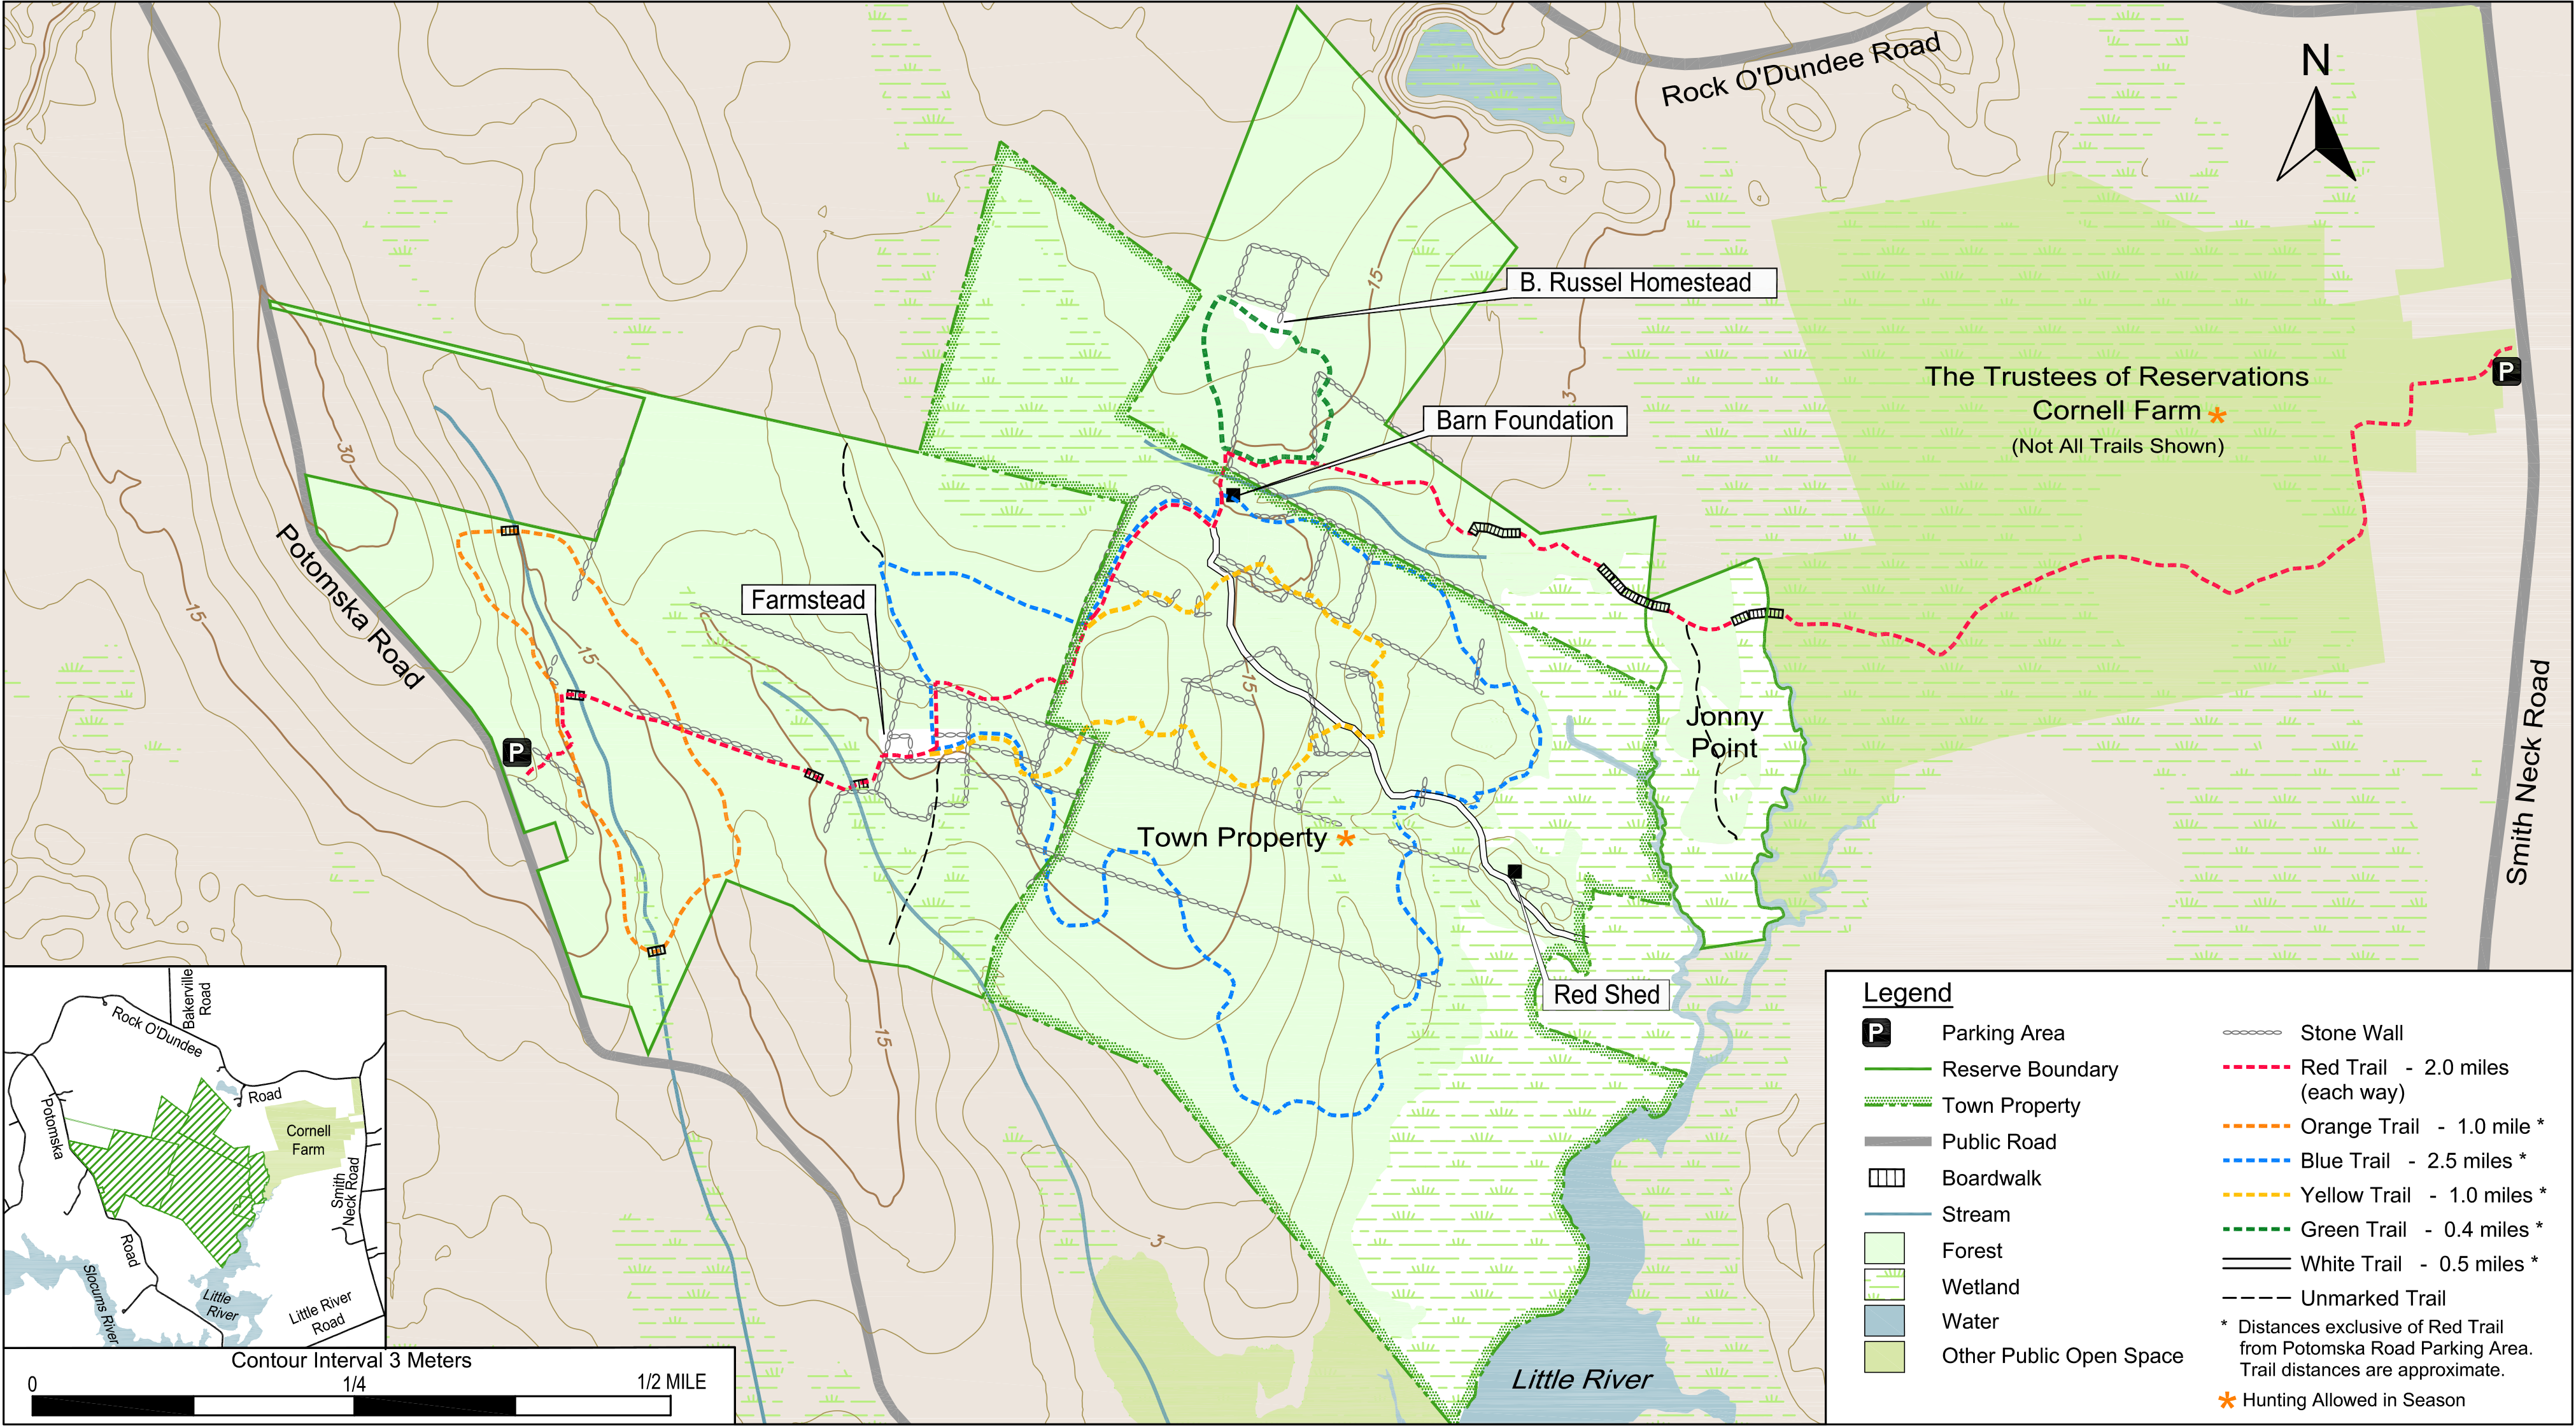 Rock O'Dundee Road
N
15
B. Russel Homestead
3
The Trustees of Reservations
Cornell Farm *
(Not All Trails Shown)
P
Barn Foundation
30
Potomska Road
15
Farmstead
15
15
P
Jonny
Point
Smith Neck Road
Town Property *
Red Shed
15
3
Little River
Bakerville
Road
Rock O'Dundee
Road
Potomska
Cornell
Farm
Smith
Neck Road
Road
Slocums River
Little
River
Little River
Road
Contour Interval 3 Meters
0 1/4 1/2 MILE
Legend
P Parking Area
Reserve Boundary
Town Property
Public Road
Boardwalk
Stream
Forest
Wetland
Water
Other Public Open Space
Stone Wall
Red Trail - 2.0 miles
(each way)
Orange Trail - 1.0 mile *
Blue Trail - 2.5 miles *
Yellow Trail - 1.0 miles *
Green Trail - 0.4 miles *
White Trail - 0.5 miles *
Unmarked Trail
* Distances exclusive of Red Trail
from Potomska Road Parking Area.
Trail distances are approximate.
* Hunting Allowed in Season